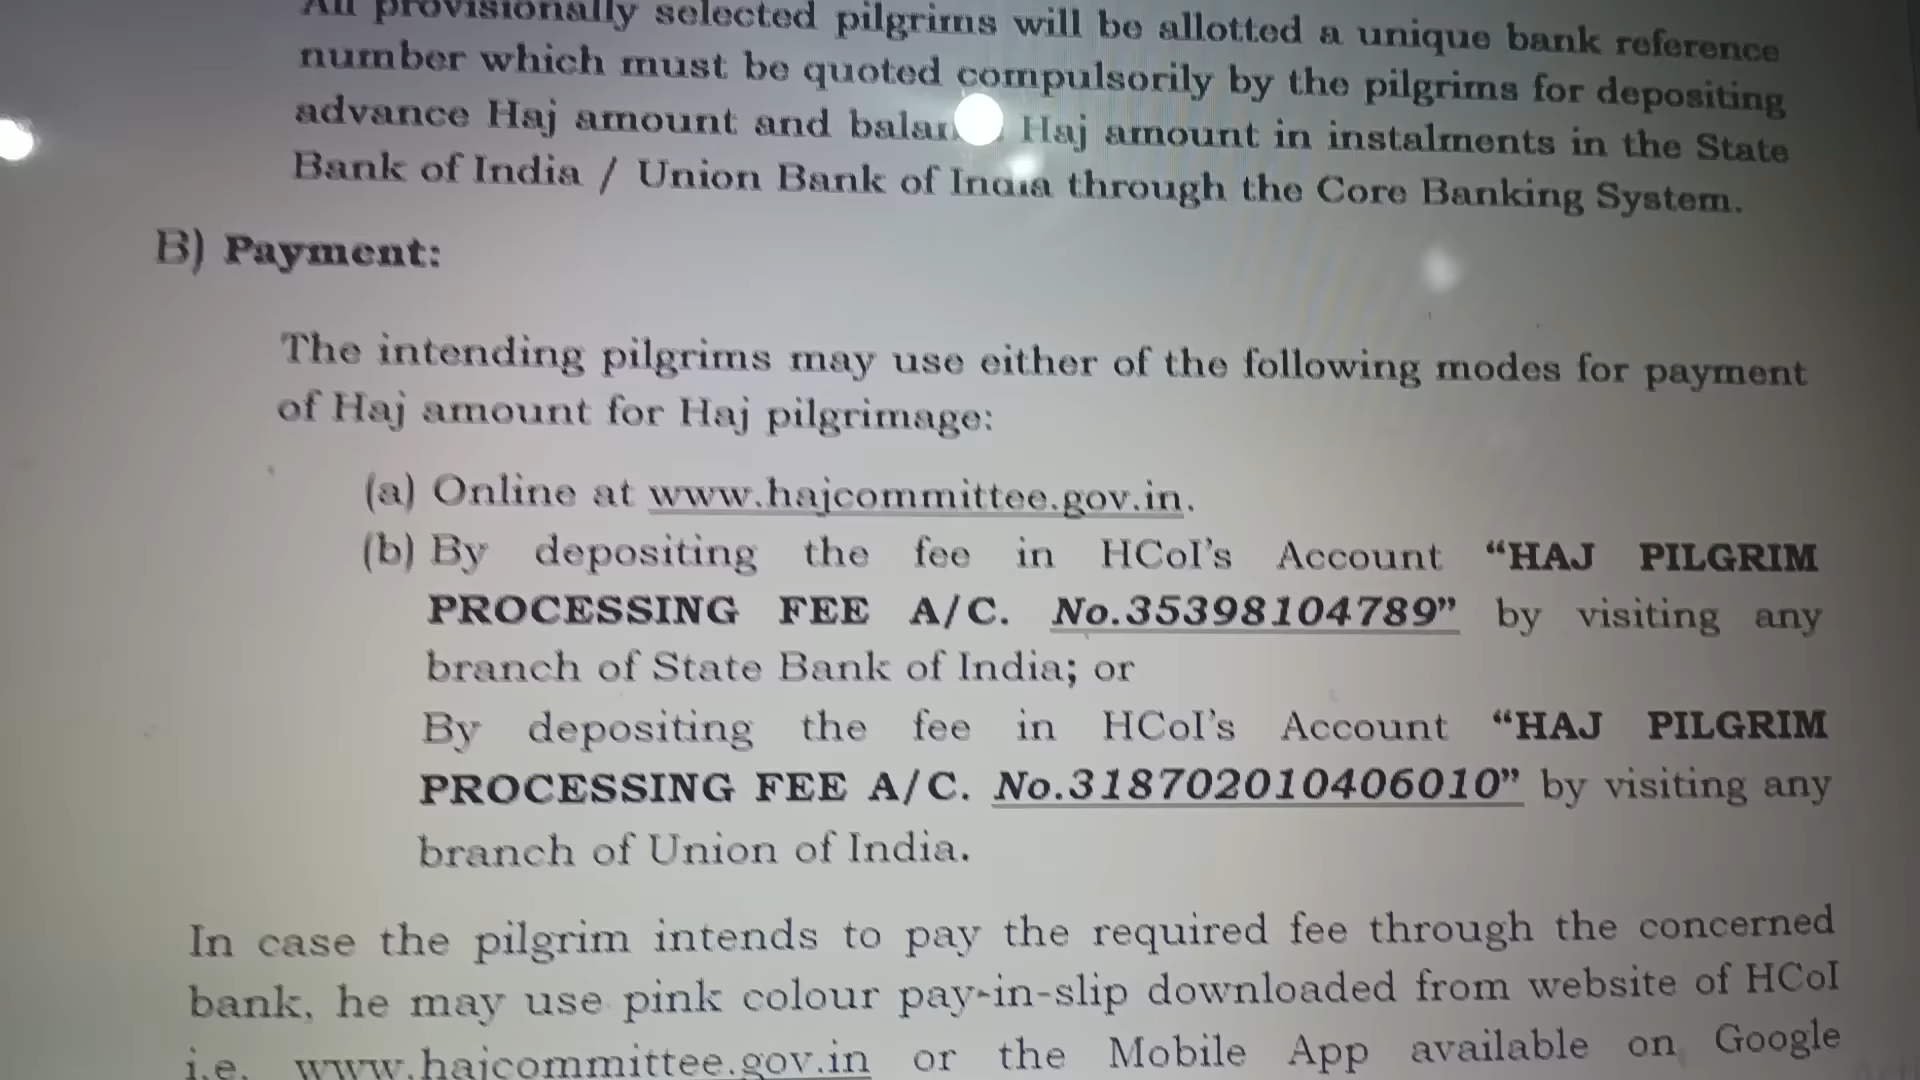 All provisionally selected pilgrims will be allotted a unique bank reference
number which must be quoted compulsorily by the pilgrims for depositing
advance Haj amount and balan Haj amount in instalments in the State
Bank of India / Union Bank of India through the Core Banking System.
B) Payment:
The intending pilgrims may use either of the following modes for payment
of Haj amount for Haj pilgrimage:
(a) Online at www.hajcommittee.gov.in.
(b) By depositing the fee in HCoI's Account “HAJ PILGRIM
PROCESSING FEE A/C. No.35398104789” by visiting any
branch of State Bank of India; or
By depositing the fee in HCoI's Account “HAJ PILGRIM
PROCESSING FEE A/C. No.318702010406010” by visiting any
branch of Union of India.
In case the pilgrim intends to pay the required fee through the concerned
bank, he may use pink colour pay-in-slip downloaded from website of HCoI
i.e. www.hajcommittee.gov.in or the Mobile App available on Google